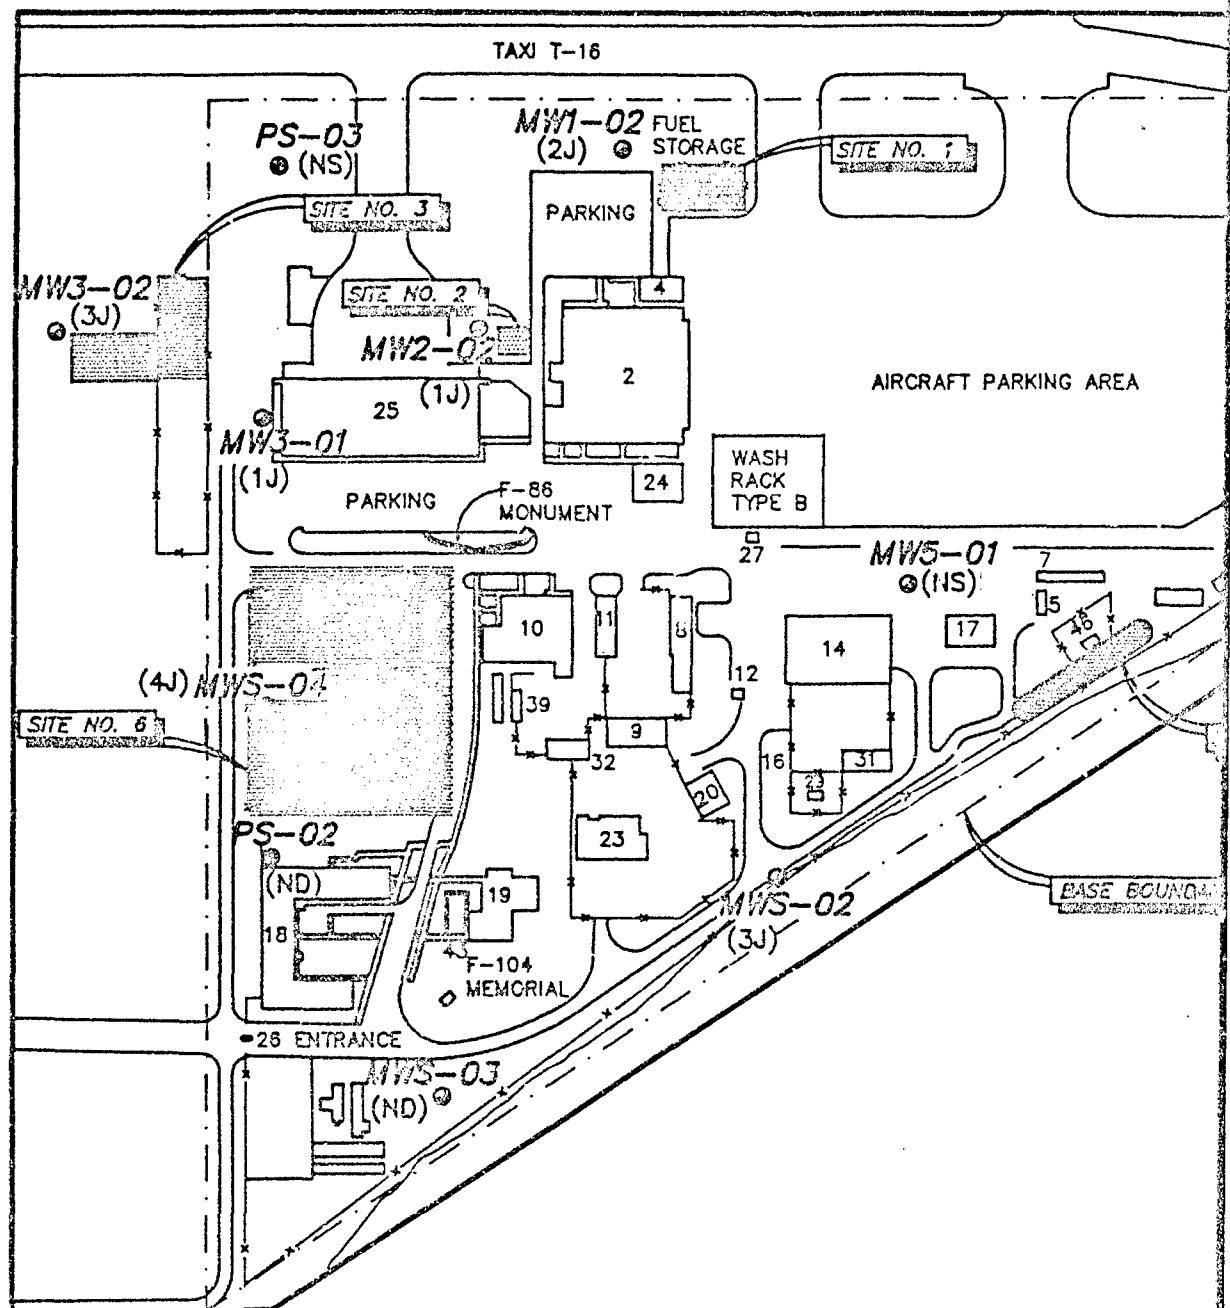 TAXI T-16
PS-03
(NS)
MW1-02
(2J)
FUEL
STORAGE
SITE NO. 1
SITE NO. 3
PARKING
MW3-02
(3J)
SITE NO. 2
4
MW2-02
(1J)
2
25
AIRCRAFT PARKING AREA
MW3-01
(1J)
WASH
RACK
TYPE B
24
PARKING
F-86
MONUMENT
27
MW5-01
(NS)
7
5
10
11
8
17
14
12
(4J) MWS-04
39
SITE NO. 6
9
32
16
31
20
23
PS-02
(ND)
19
18
MWS-02
(3J)
BASE BOUNDA
F-104
MEMORIAL
26 ENTRANCE
MWS-03
(ND)